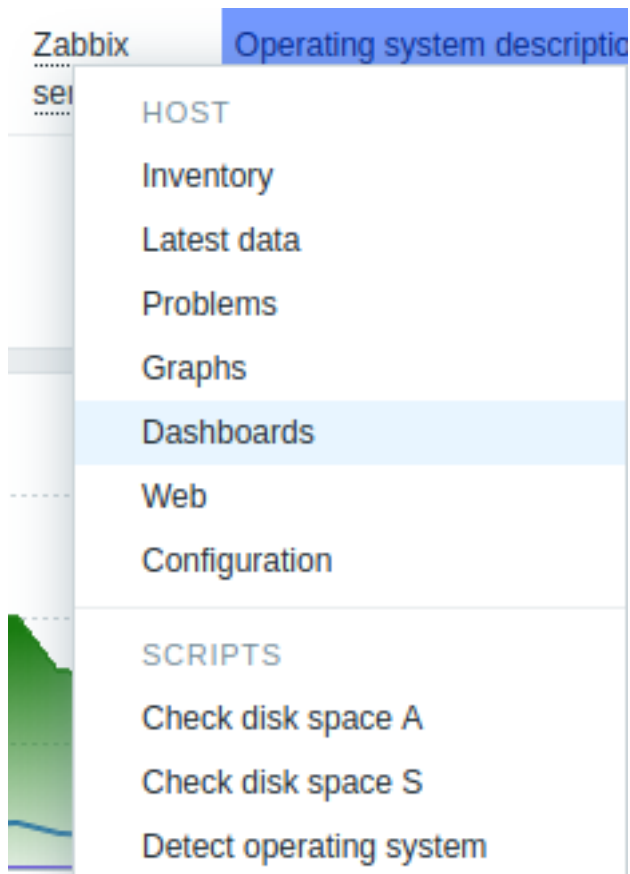 Zabbix
Operating system
HOST
Inventory
Latest data
Problems
Graphs
Dashboards
Web
Configuration
SCRIPTS
Check disk space A
Check disk space S
Detect operating system